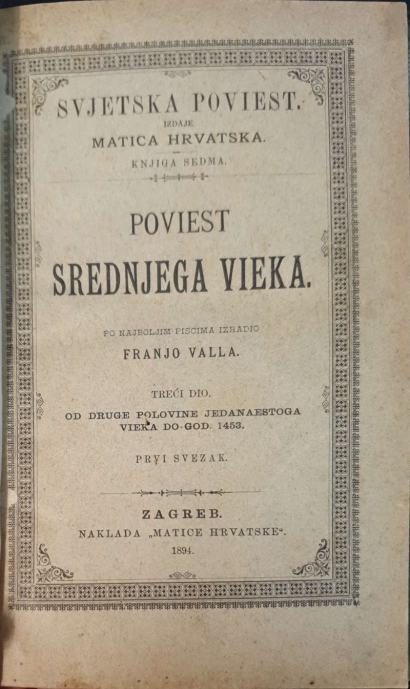 SVJETSKA POVIEST.
IZDAJE
MATICA HRVATSKA.
KNJIGA SEDMA.
POVIEST
SREDNJEGA VIEKA.
PO NAJBOLJIM PISCIMA IZRADIO
FRANJO VALLA.
TREĆI DIO.
OD DRUGE POLOVINE JEDANAESTOGA
VIEKA DO GOD. 1453.
PRVI SVEZAK.
ZAGREB.
NAKLADA „MATICE HRVATSKE“.
1894.